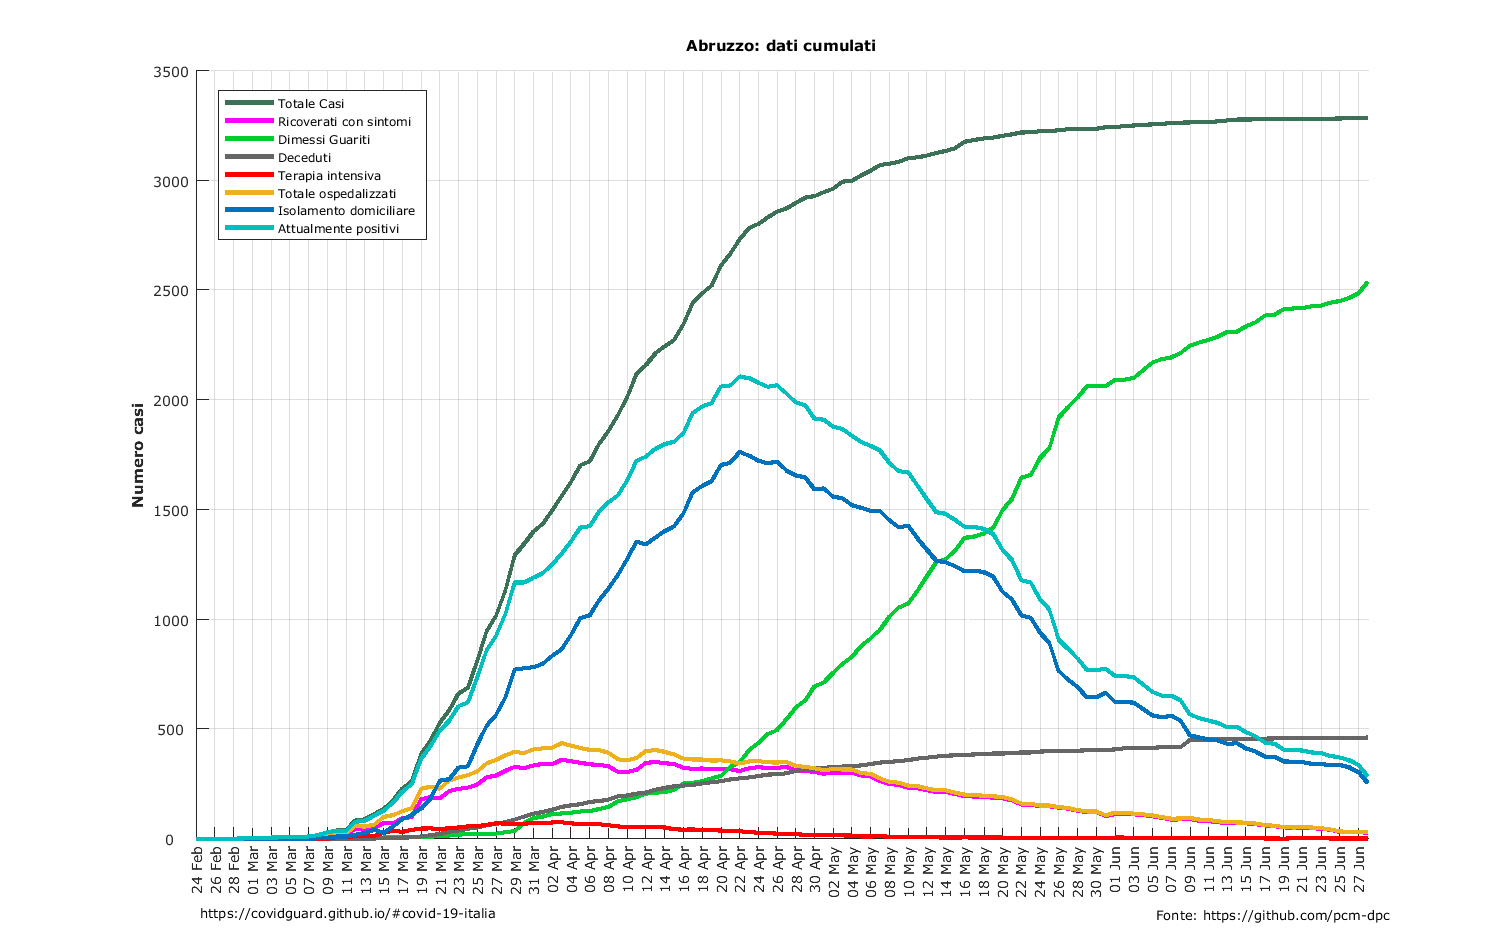 Abruzzo: dati cumulati
3500
3000
2500
2000
1500
1000
500
0
Numero casi
Totale Casi
Ricoverati con sintomi
Dimessi Guariti
Deceduti
Terapia intensiva
Totale ospedalizzati
Isolamento domiciliare
Attualmente positivi
24 Feb
26 Feb
28 Feb
01 Mar
03 Mar
05 Mar
07 Mar
09 Mar
11 Mar
13 Mar
15 Mar
17 Mar
19 Mar
21 Mar
23 Mar
25 Mar
27 Mar
29 Mar
31 Mar
02 Apr
04 Apr
06 Apr
08 Apr
10 Apr
12 Apr
14 Apr
16 Apr
18 Apr
20 Apr
22 Apr
24 Apr
26 Apr
28 Apr
30 Apr
02 May
04 May
06 May
08 May
10 May
12 May
14 May
16 May
18 May
20 May
22 May
24 May
26 May
28 May
30 May
01 Jun
03 Jun
05 Jun
07 Jun
09 Jun
11 Jun
13 Jun
15 Jun
17 Jun
19 Jun
21 Jun
23 Jun
25 Jun
27 Jun
https://covidguard.github.io/#covid-19-italia
Fonte: https://github.com/pcm-dpc